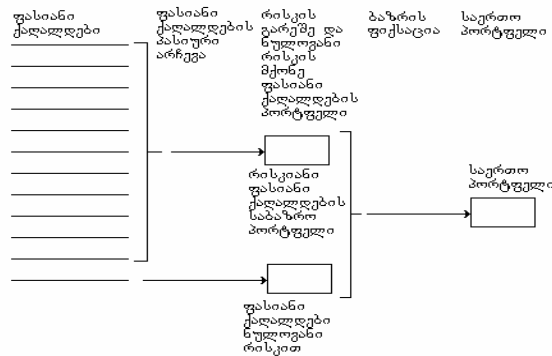 ფასიანი
ქაღალდები
ფასიანი
ქაღალდების
პასიური
არჩევა
რისკის
გარეშე და
ნულოვანი
რისკის
მქონე
ფასიანი
ქაღალდების
პორტფელი
ბაზრის
ფიქსაცია
საერთო
პორტფელი
რისკიანი
ფასიანი
ქაღალდების
საბაზრო
პორტფელი
საერთო
პორტფელი
ფასიანი
ქაღალდები
ნულოვანი
რისკით